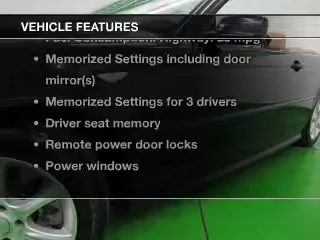 VEHICLE FEATURES
• Memorized Settings including door
mirror(s)
• Memorized Settings for 3 drivers
• Driver seat memory
• Remote power door locks
• Power windows